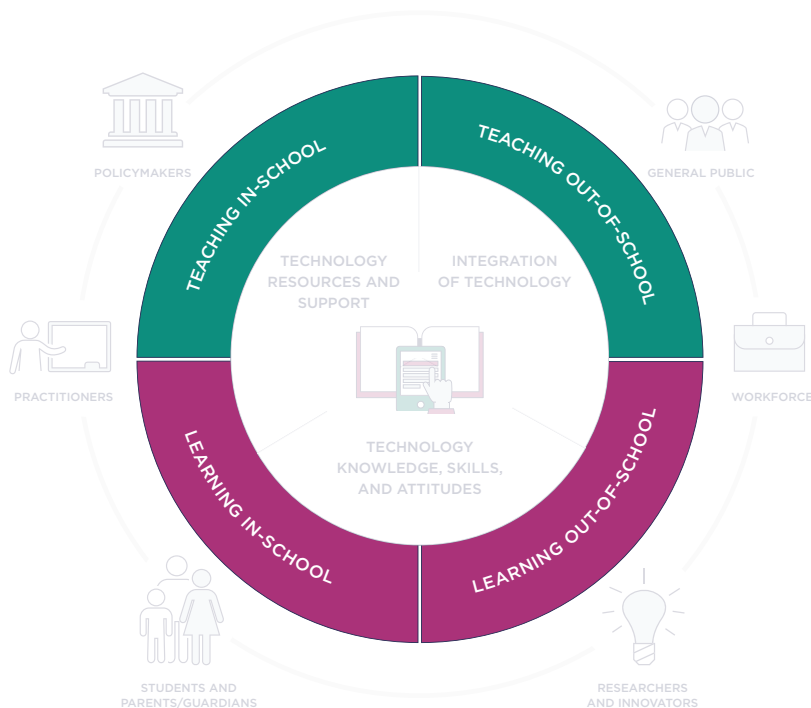 POLICYMAKERS
GENERAL PUBLIC
TEACHING IN-SCHOOL
TEACHING OUT-OF-SCHOOL
TECHNOLOGY
RESOURCES AND
SUPPORT
INTEGRATION
OF TECHNOLOGY
PRACTITIONERS
WORKFORCE
TECHNOLOGY
KNOWLEDGE, SKILLS,
AND ATTITUDES
LEARNING IN-SCHOOL
LEARNING OUT-OF-SCHOOL
STUDENTS AND
PARENTS/GUARDIANS
RESEARCHERS
AND INNOVATORS